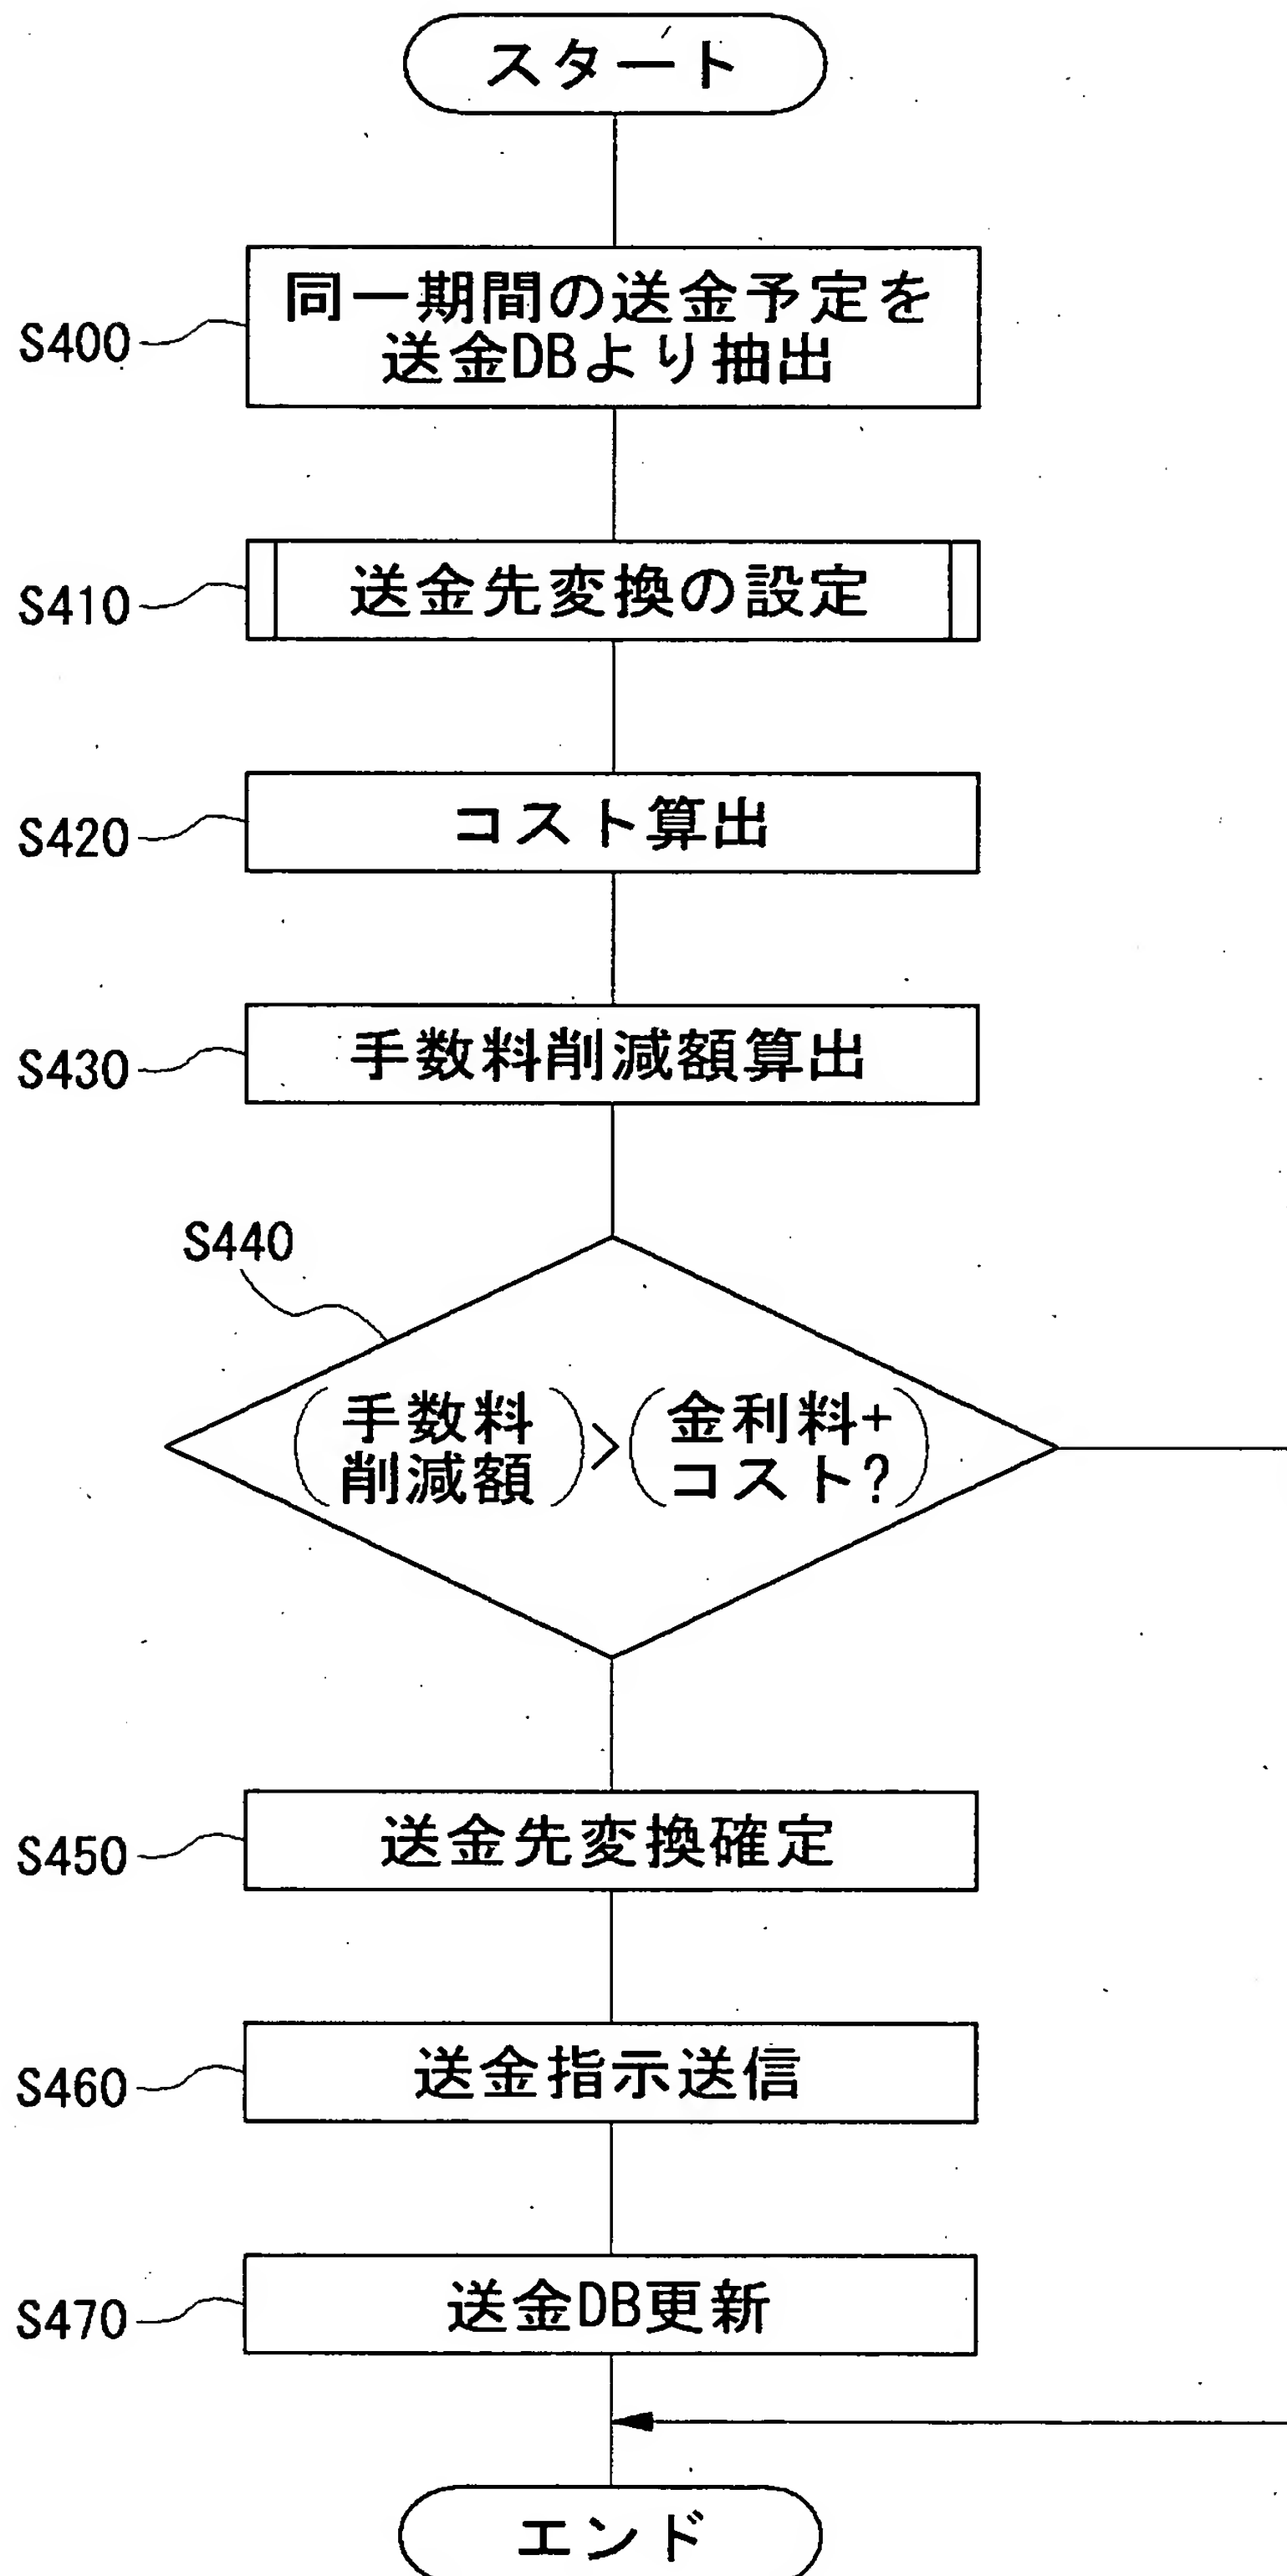 スタート
S400
同一期間の送金予定を
送金DBより抽出
S410
送金先変換の設定
S420
コスト算出
S430
手数料削減額算出
S440
(手数料削減額)>(金利料+コスト?)
S450
送金先変換確定
S460
送金指示送信
S470
送金DB更新
エンド